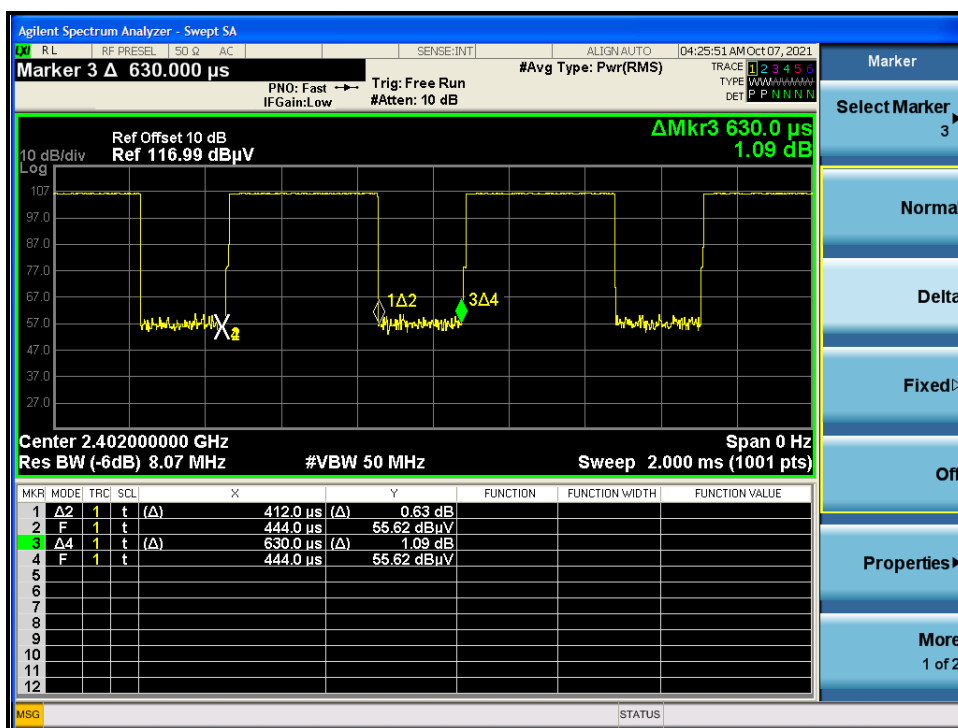 Agilent Spectrum Analyzer - Swept SA
LXI RL RF PRESEL 50 Ω AC SENSE:INT ALIGN AUTO 04:25:51 AM Oct 07, 2021
Marker 3 Δ 630.000 µs
PNO: Fast
IFGain:Low
Trig: Free Run
#Atten: 10 dB
#Avg Type: Pwr(RMS)
TRACE 1 2 3 4 5 6
TYPE WWWWWWW
DET P P N N N N
ΔMkr3 630.0 µs
1.09 dB
Ref Offset 10 dB
10 dB/div Ref 116.99 dBµV
Log
107
97.0
87.0
77.0
67.0
57.0
47.0
37.0
27.0
1Δ2
3Δ4
Center 2.402000000 GHz Span 0 Hz
Res BW (-6dB) 8.07 MHz #VBW 50 MHz Sweep 2.000 ms (1001 pts)
MKR MODE TRC SCL X Y FUNCTION FUNCTION WIDTH FUNCTION VALUE
1 Δ2 1 t (Δ) 412.0 µs (Δ) 0.63 dB
2 F 1 t 444.0 µs 55.62 dBµV
3 Δ4 1 t (Δ) 630.0 µs (Δ) 1.09 dB
4 F 1 t 444.0 µs 55.62 dBµV
5
6
7
8
9
10
11
12
MSG STATUS
Marker
Select Marker
3
Norma
Delta
Fixed
Off
Properties
More
1 of 2